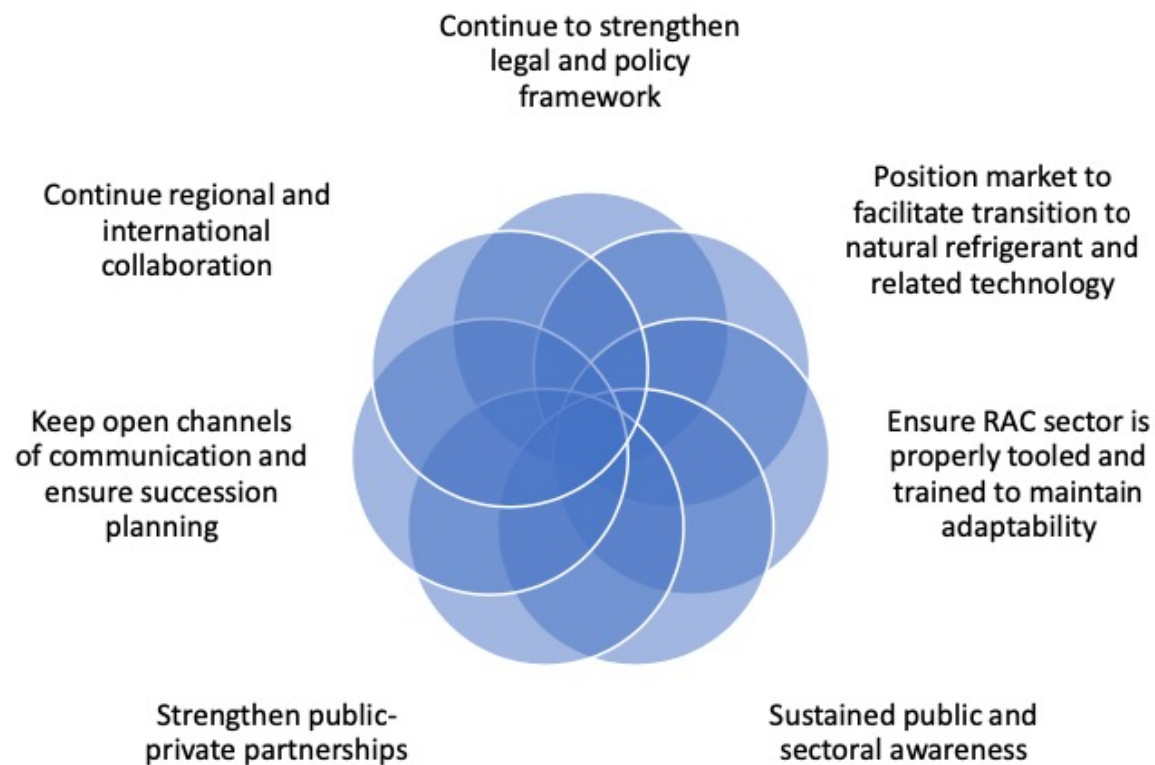 Continue to strengthen
legal and policy
framework
Position market to
facilitate transition to
natural refrigerant and
related technology
Ensure RAC sector is
properly tooled and
trained to maintain
adaptability
Sustained public and
sectoral awareness
Strengthen public-
private partnerships
Keep open channels
of communication and
ensure succession
planning
Continue regional and
international
collaboration